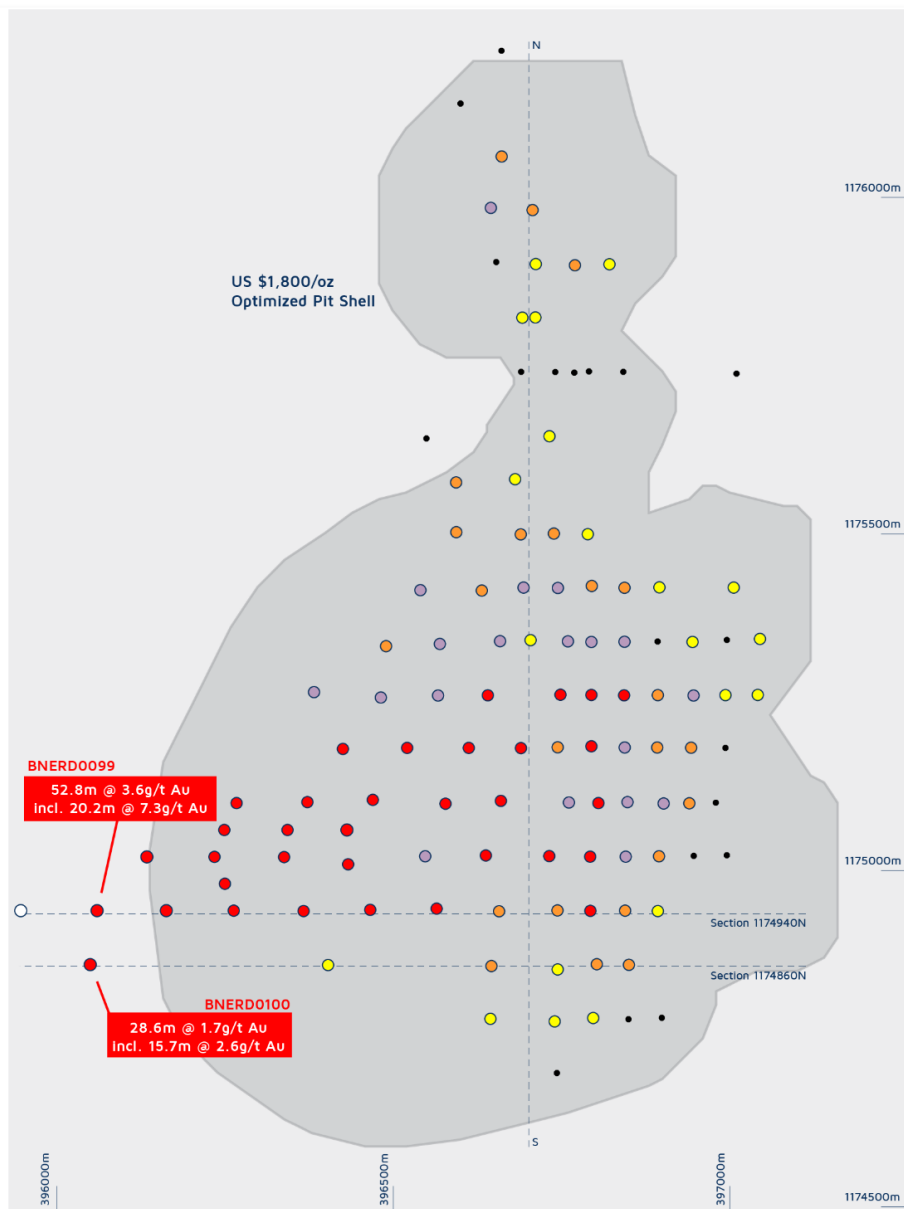 N
1176000m
US $1,800/oz
Optimized Pit Shell
1175500m
BNERD0099
52.8m @ 3.6g/t Au
incl. 20.2m @ 7.3g/t Au
1175000m
Section 1174940N
Section 1174860N
BNERD0100
28.6m @ 1.7g/t Au
incl. 15.7m @ 2.6g/t Au
S
396000m
396500m
397000m
1174500m